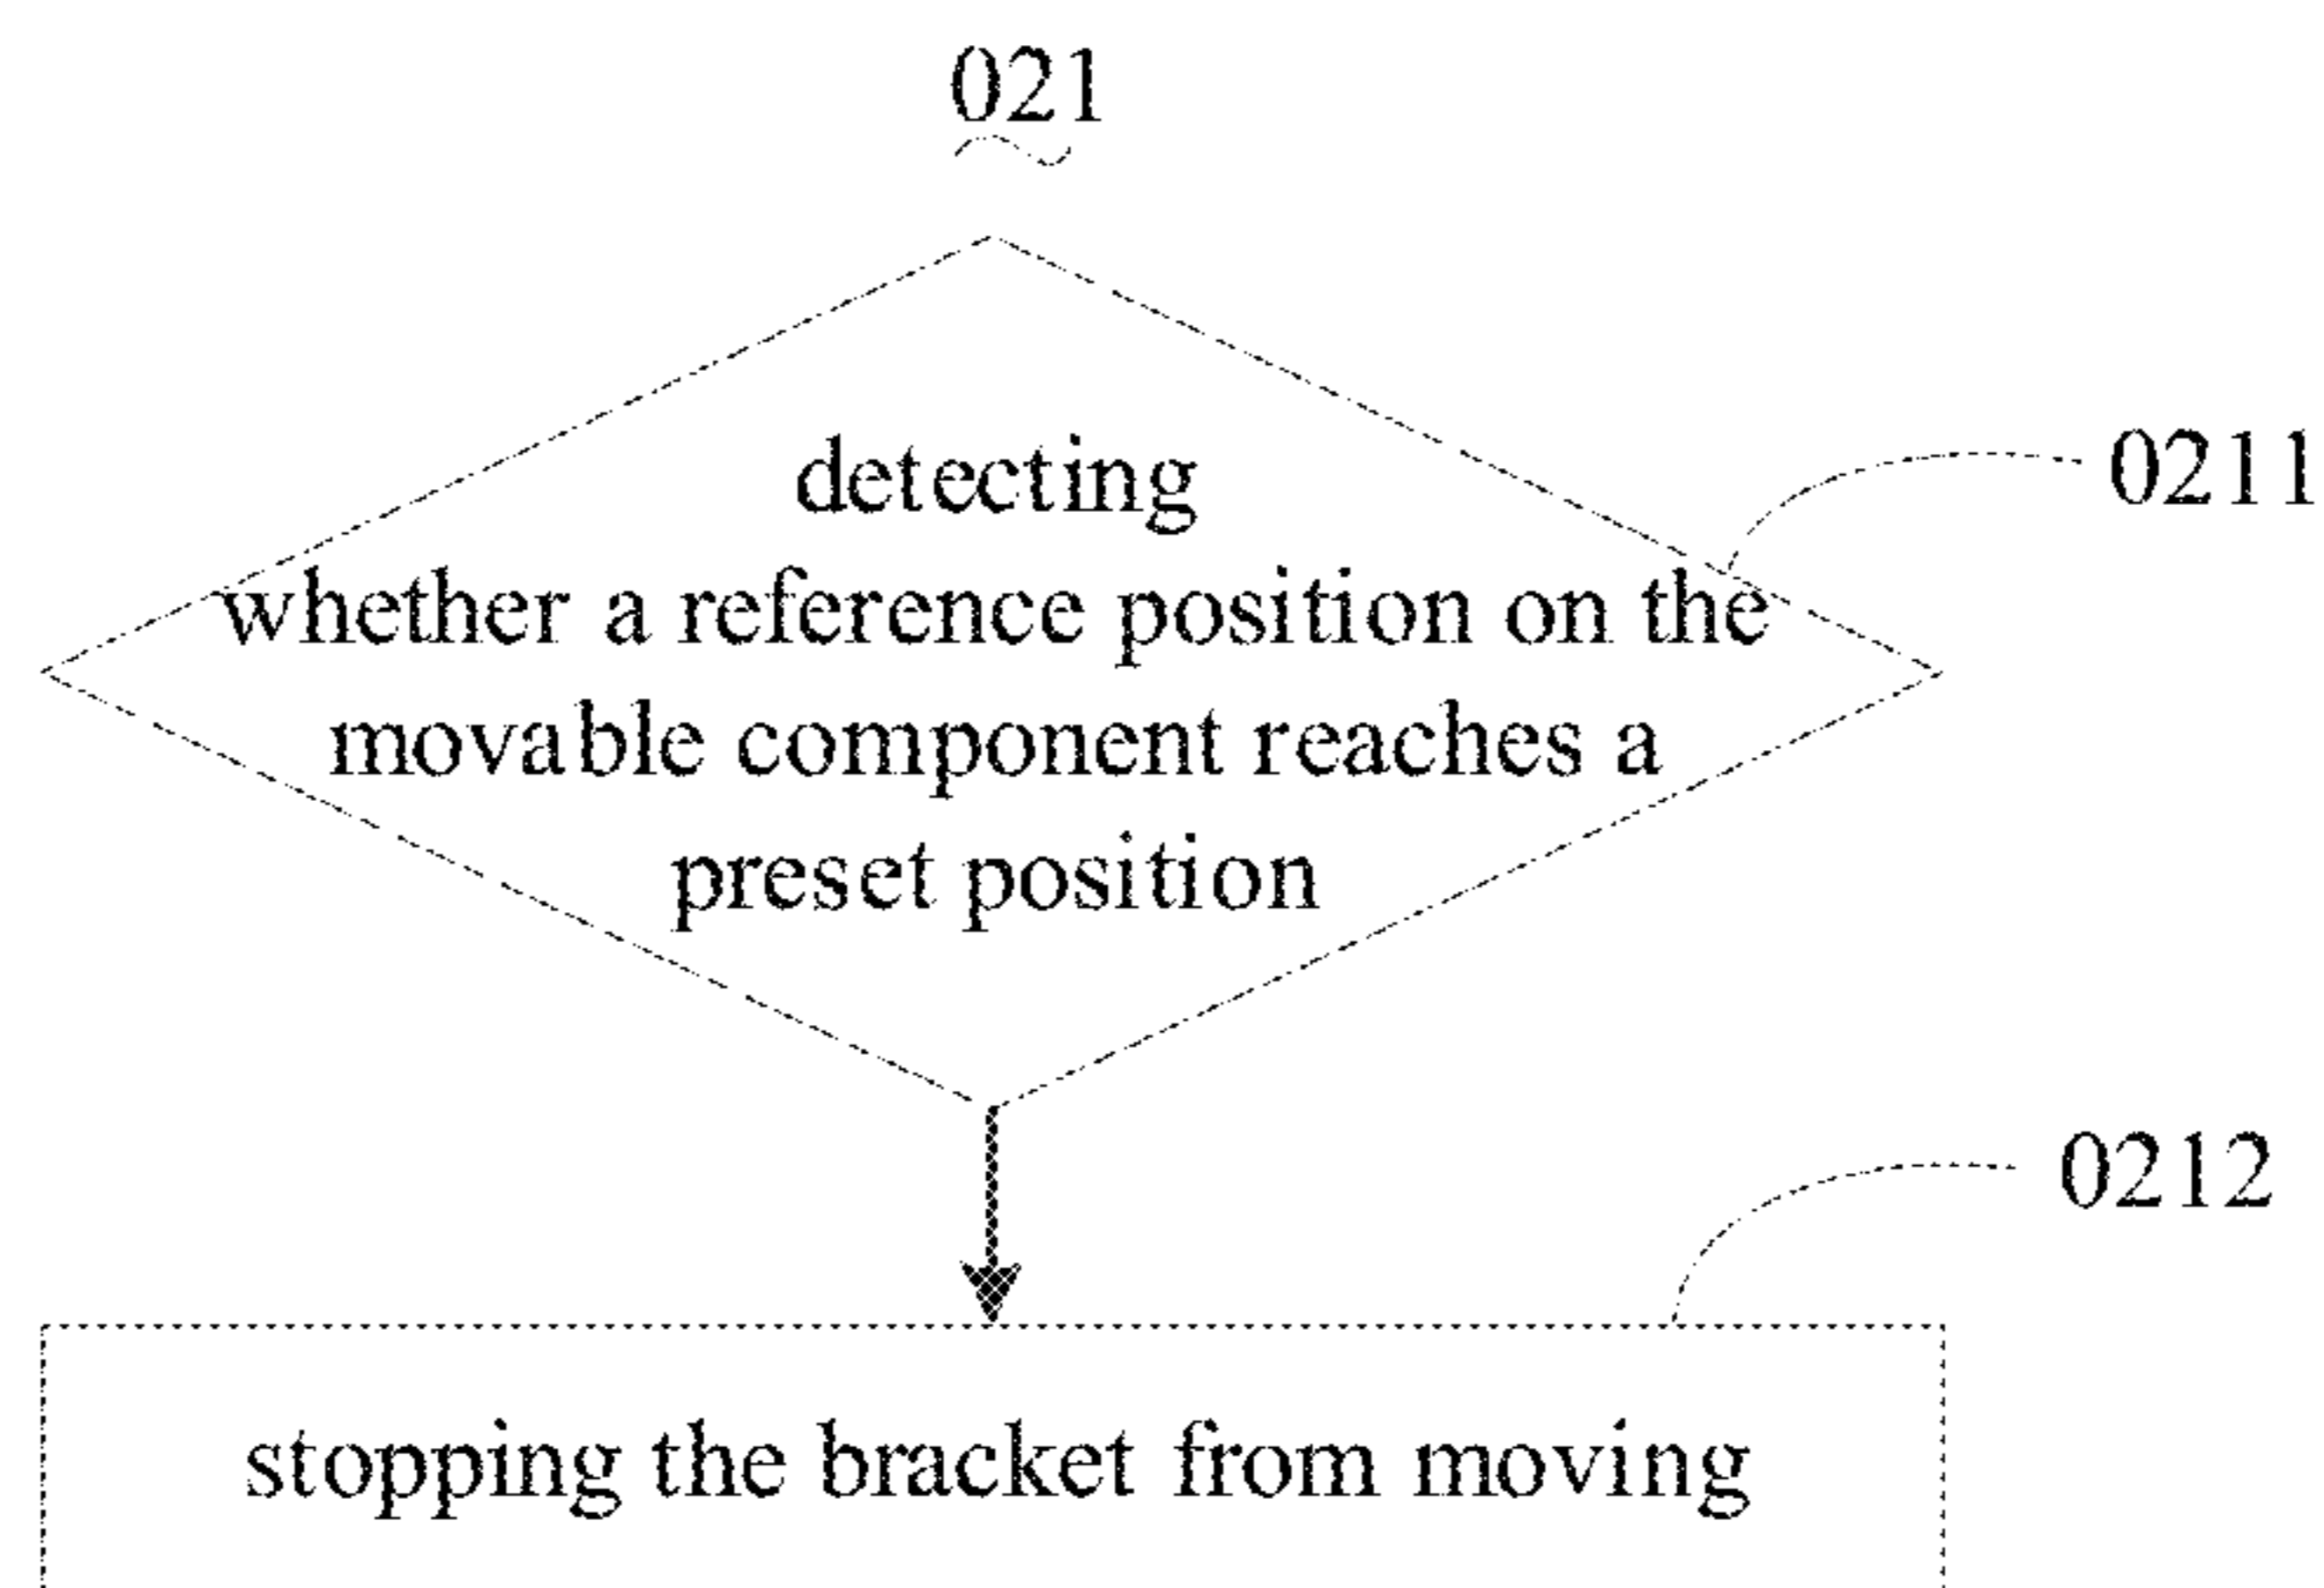 021
detecting
0211
whether a reference position on the
movable component reaches a
preset position
0212
stopping the bracket from moving